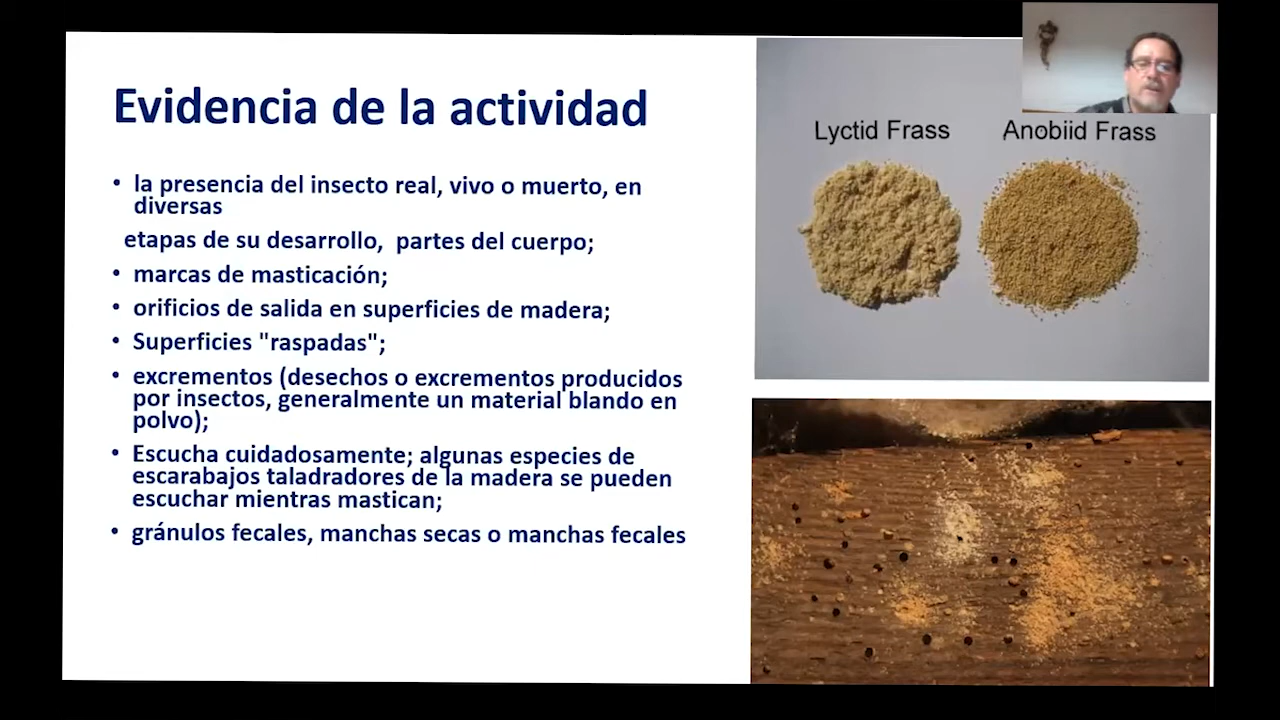 Evidencia de la actividad
• la presencia del insecto real, vivo o muerto, en
diversas
etapas de su desarrollo, partes del cuerpo;
• marcas de masticación;
• orificios de salida en superficies de madera;
• Superficies "raspadas";
• excrementos (desechos o excrementos producidos
por insectos, generalmente un material blando en
polvo);
• Escucha cuidadosamente; algunas especies de
escarabajos taladradores de la madera se pueden
escuchar mientras mastican;
• gránulos fecales, manchas secas o manchas fecales
Lyctid Frass
Anobiid Frass